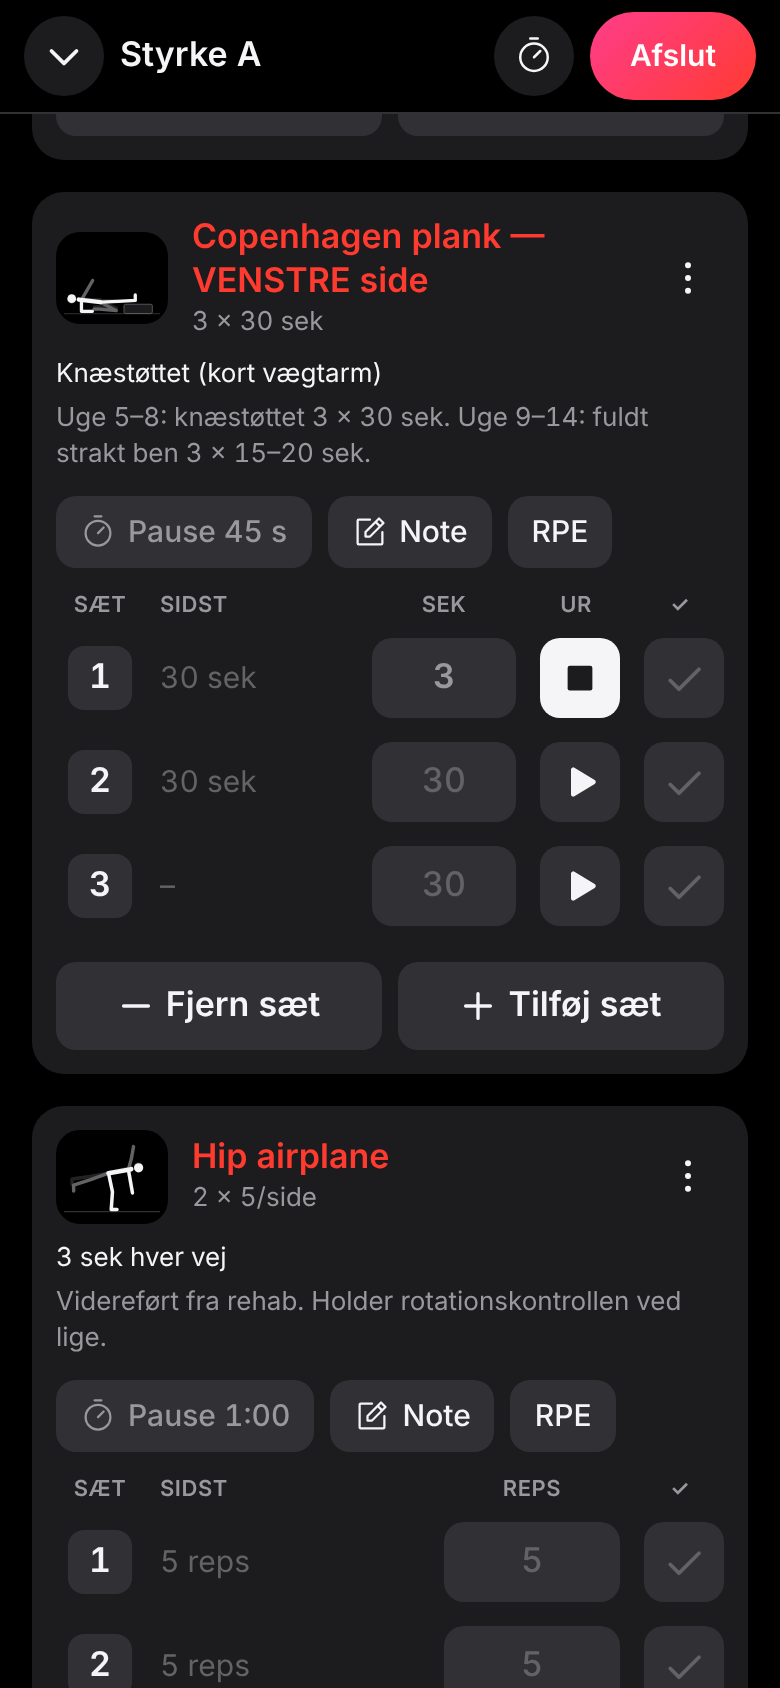 Styrke A
Afslut
Copenhagen plank —
VENSTRE side
3 × 30 sek
Knæstøttet (kort vægtarm)
Uge 5–8: knæstøttet 3 × 30 sek. Uge 9–14: fuldt
strakt ben 3 × 15–20 sek.
Pause 45 s
Note
RPE
SÆT SIDST SEK UR ✓
1 30 sek 3
2 30 sek 30
3 – 30
Fjern sæt
Tilføj sæt
Hip airplane
2 × 5/side
3 sek hver vej
Videreført fra rehab. Holder rotationskontrollen ved
lige.
Pause 1:00
Note
RPE
SÆT SIDST REPS ✓
1 5 reps 5
2 5 reps 5